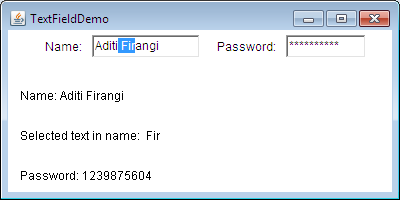 TextFieldDemo
Name: Aditi Firangi Password: **********
Name: Aditi Firangi
Selected text in name: Fir
Password: 1239875604